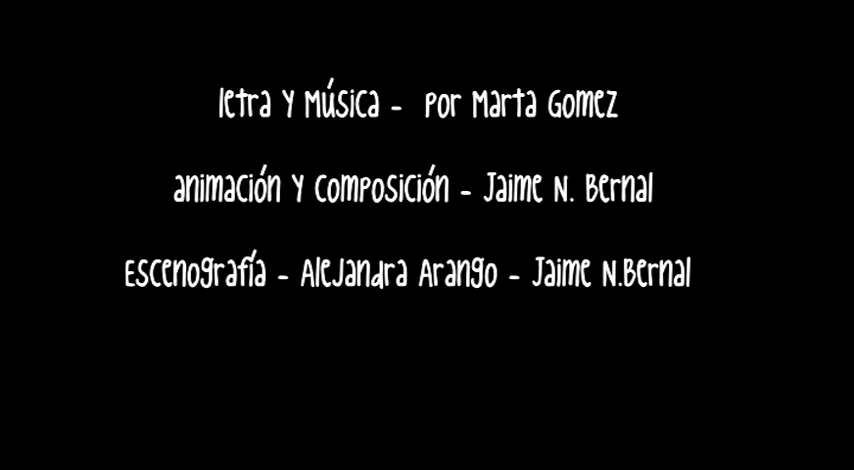 letra y Música - por Marta Gomez
animación y Composición - Jaime N. Bernal
Escenografía - Alejandra Arango - Jaime N.Bernal